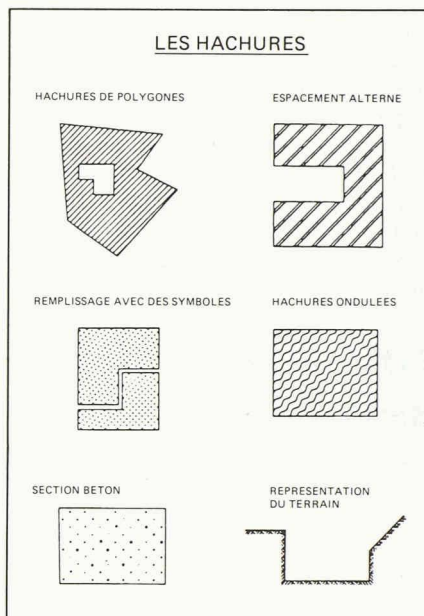 LES HACHURES
HACHURES DE POLYGONES
ESPACEMENT ALTERNE
REMPLISSAGE AVEC DES SYMBOLES
HACHURES ONDULEES
SECTION BETON
REPRESENTATION
DU TERRAIN